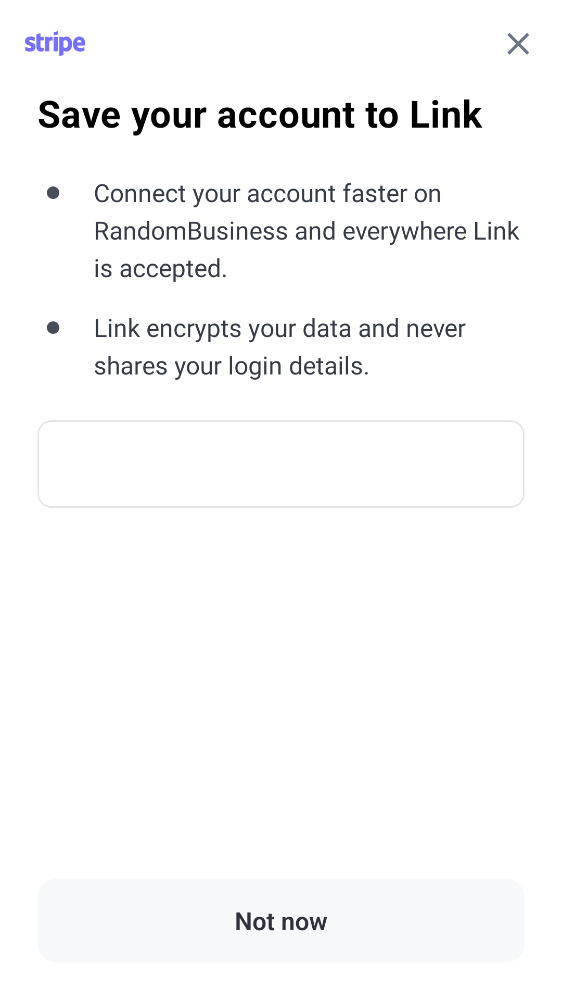 stripe
Save your account to Link
Connect your account faster on
RandomBusiness and everywhere Link
is accepted.
Link encrypts your data and never
shares your login details.
Not now